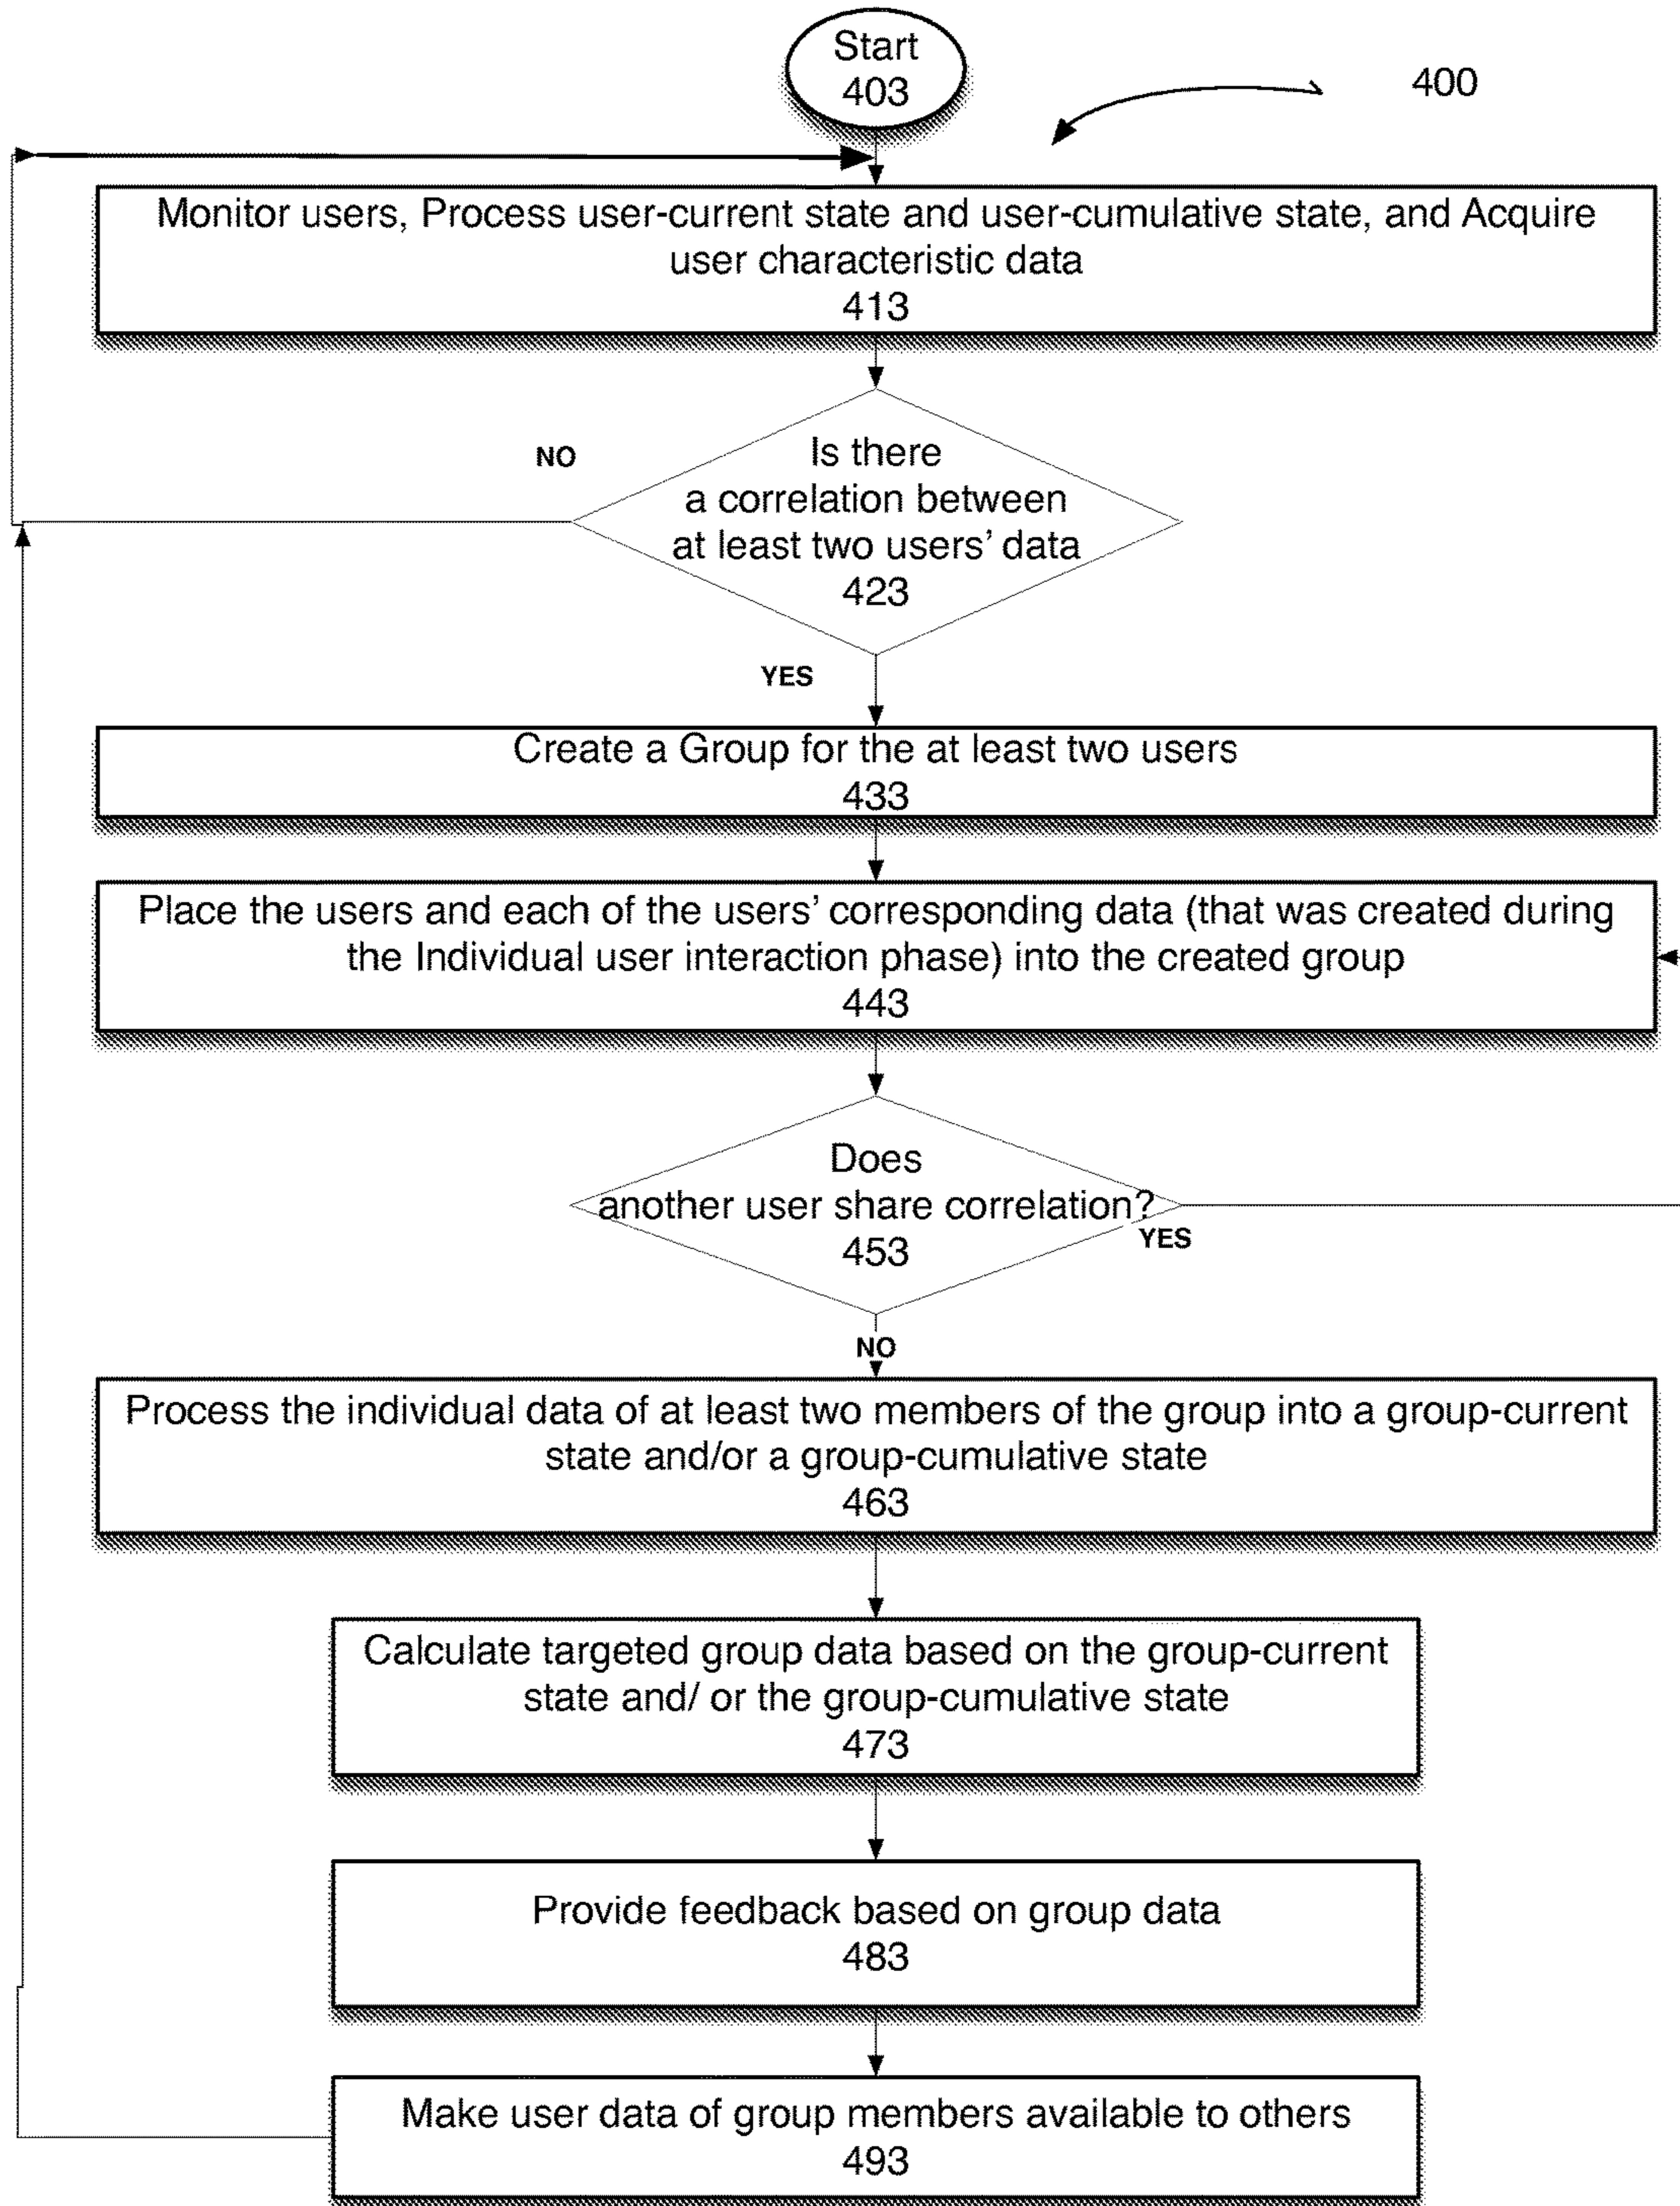 Start
403
400
Monitor users, Process user-current state and user-cumulative state, and Acquire
user characteristic data
413
NO
Is there
a correlation between
at least two users’ data
423
YES
Create a Group for the at least two users
433
Place the users and each of the users’ corresponding data (that was created during
the Individual user interaction phase) into the created group
443
Does
another user share correlation?
453
YES
NO
Process the individual data of at least two members of the group into a group-current
state and/or a group-cumulative state
463
Calculate targeted group data based on the group-current
state and/ or the group-cumulative state
473
Provide feedback based on group data
483
Make user data of group members available to others
493